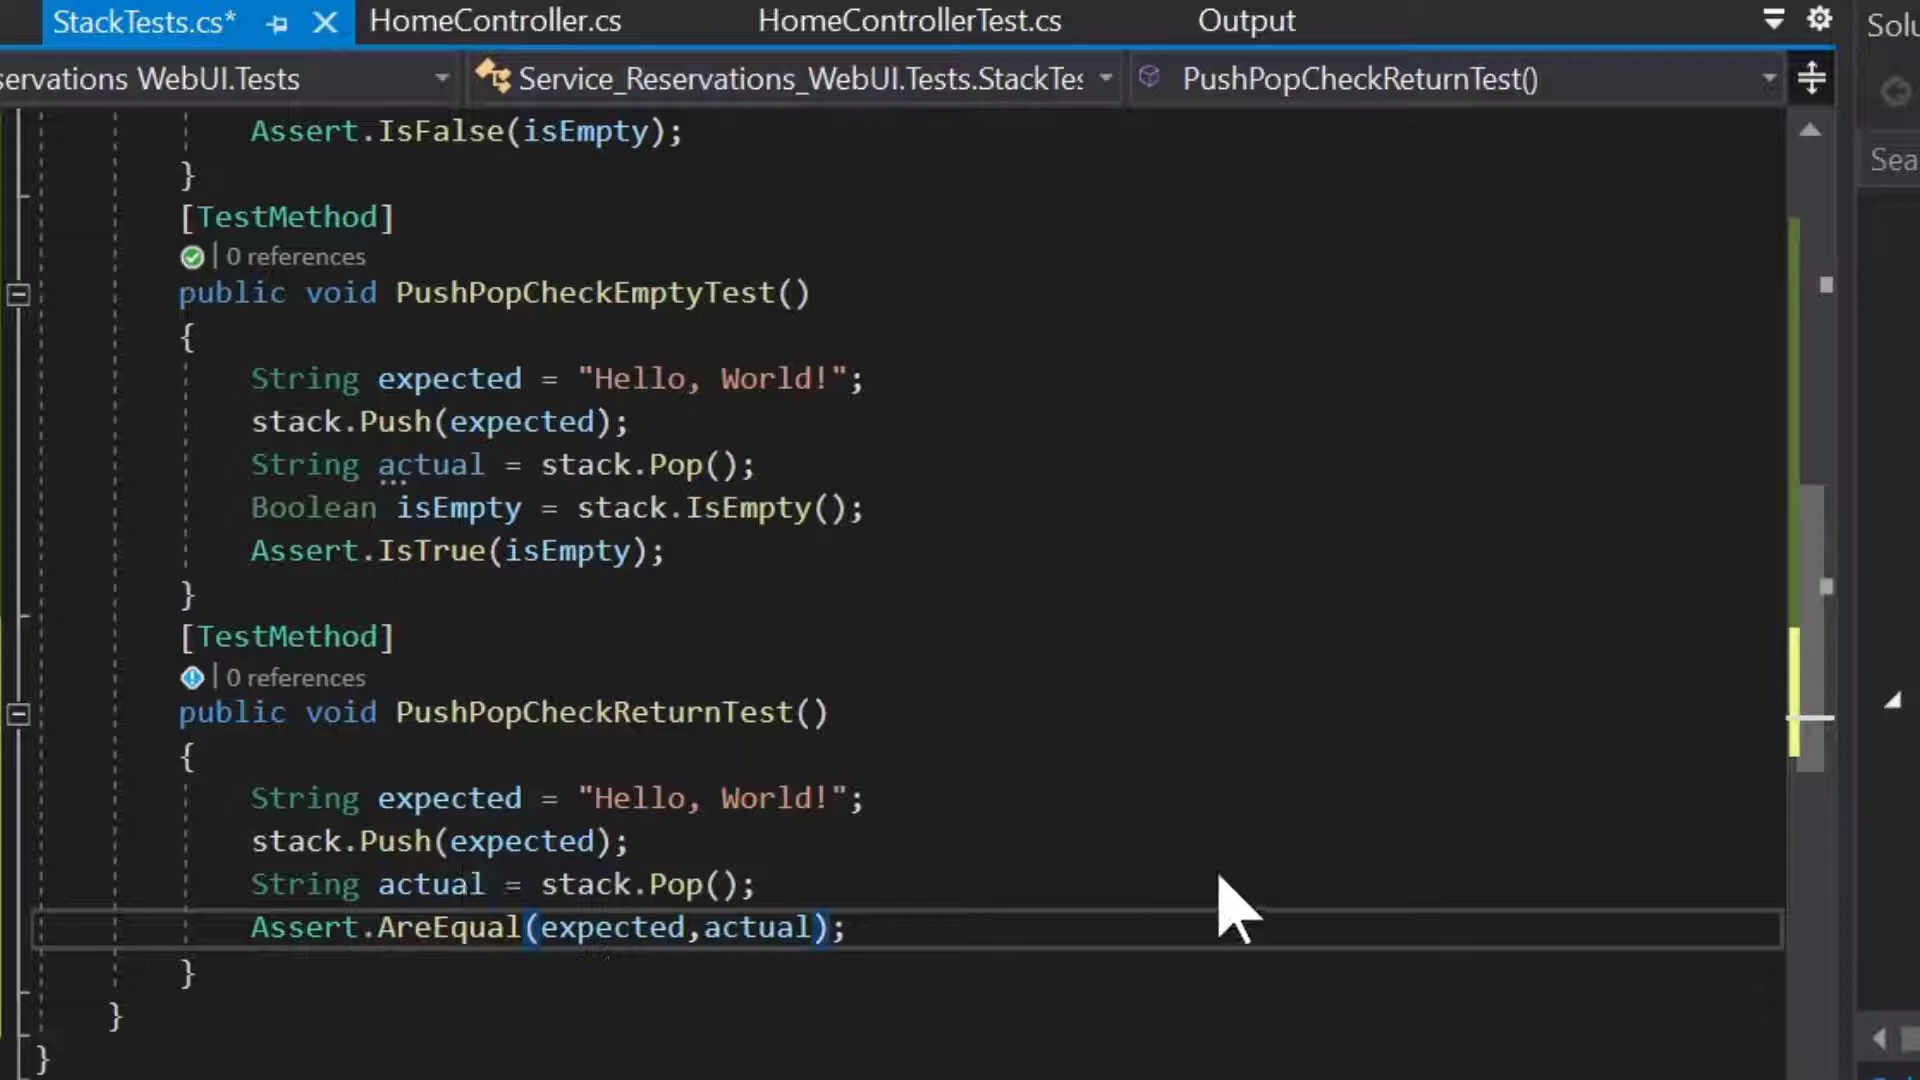 StackTests.cs*
HomeController.cs
HomeControllerTest.cs
Output
Solu
servations WebUI.Tests
Service_Reservations_WebUI.Tests.StackTes
PushPopCheckReturnTest()
Sea
Assert.IsFalse(isEmpty);
}
[TestMethod]
| 0 references
public void PushPopCheckEmptyTest()
{
String expected = "Hello, World!";
stack.Push(expected);
String actual = stack.Pop();
Boolean isEmpty = stack.IsEmpty();
Assert.IsTrue(isEmpty);
}
[TestMethod]
| 0 references
public void PushPopCheckReturnTest()
{
String expected = "Hello, World!";
stack.Push(expected);
String actual = stack.Pop();
Assert.AreEqual(expected,actual);
}
}
}